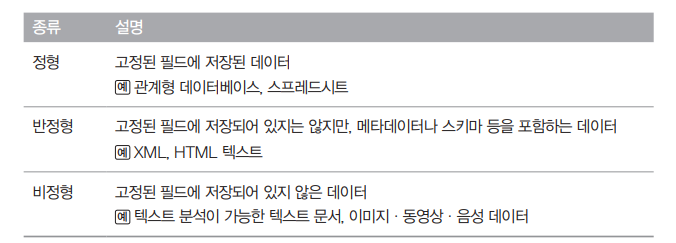 종류 설명
정형 고정된 필드에 저장된 데이터
예 관계형 데이터베이스, 스프레드시트
반정형 고정된 필드에 저장되어 있지는 않지만, 메타데이터나 스키마 등을 포함하는 데이터
예 XML, HTML 텍스트
비정형 고정된 필드에 저장되어 있지 않은 데이터
예 텍스트 분석이 가능한 텍스트 문서, 이미지 · 동영상 · 음성 데이터